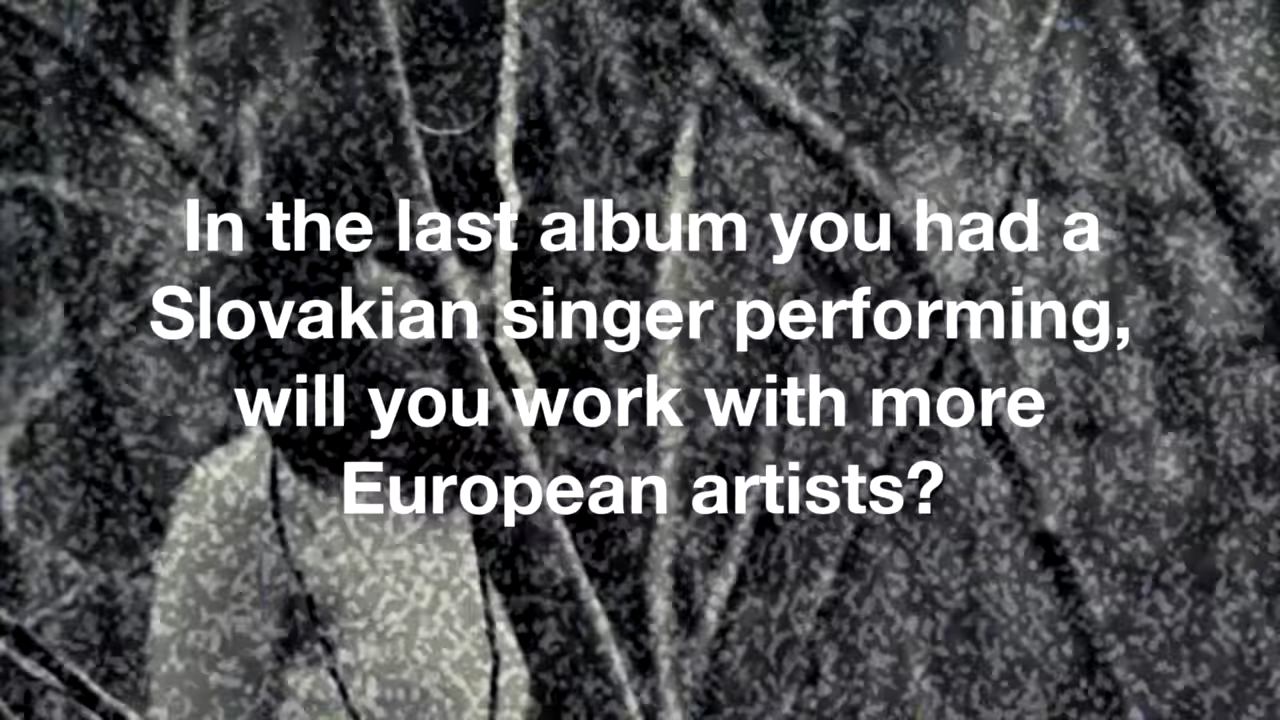 In the last album you had a
Slovakian singer performing,
will you work with more
European artists?